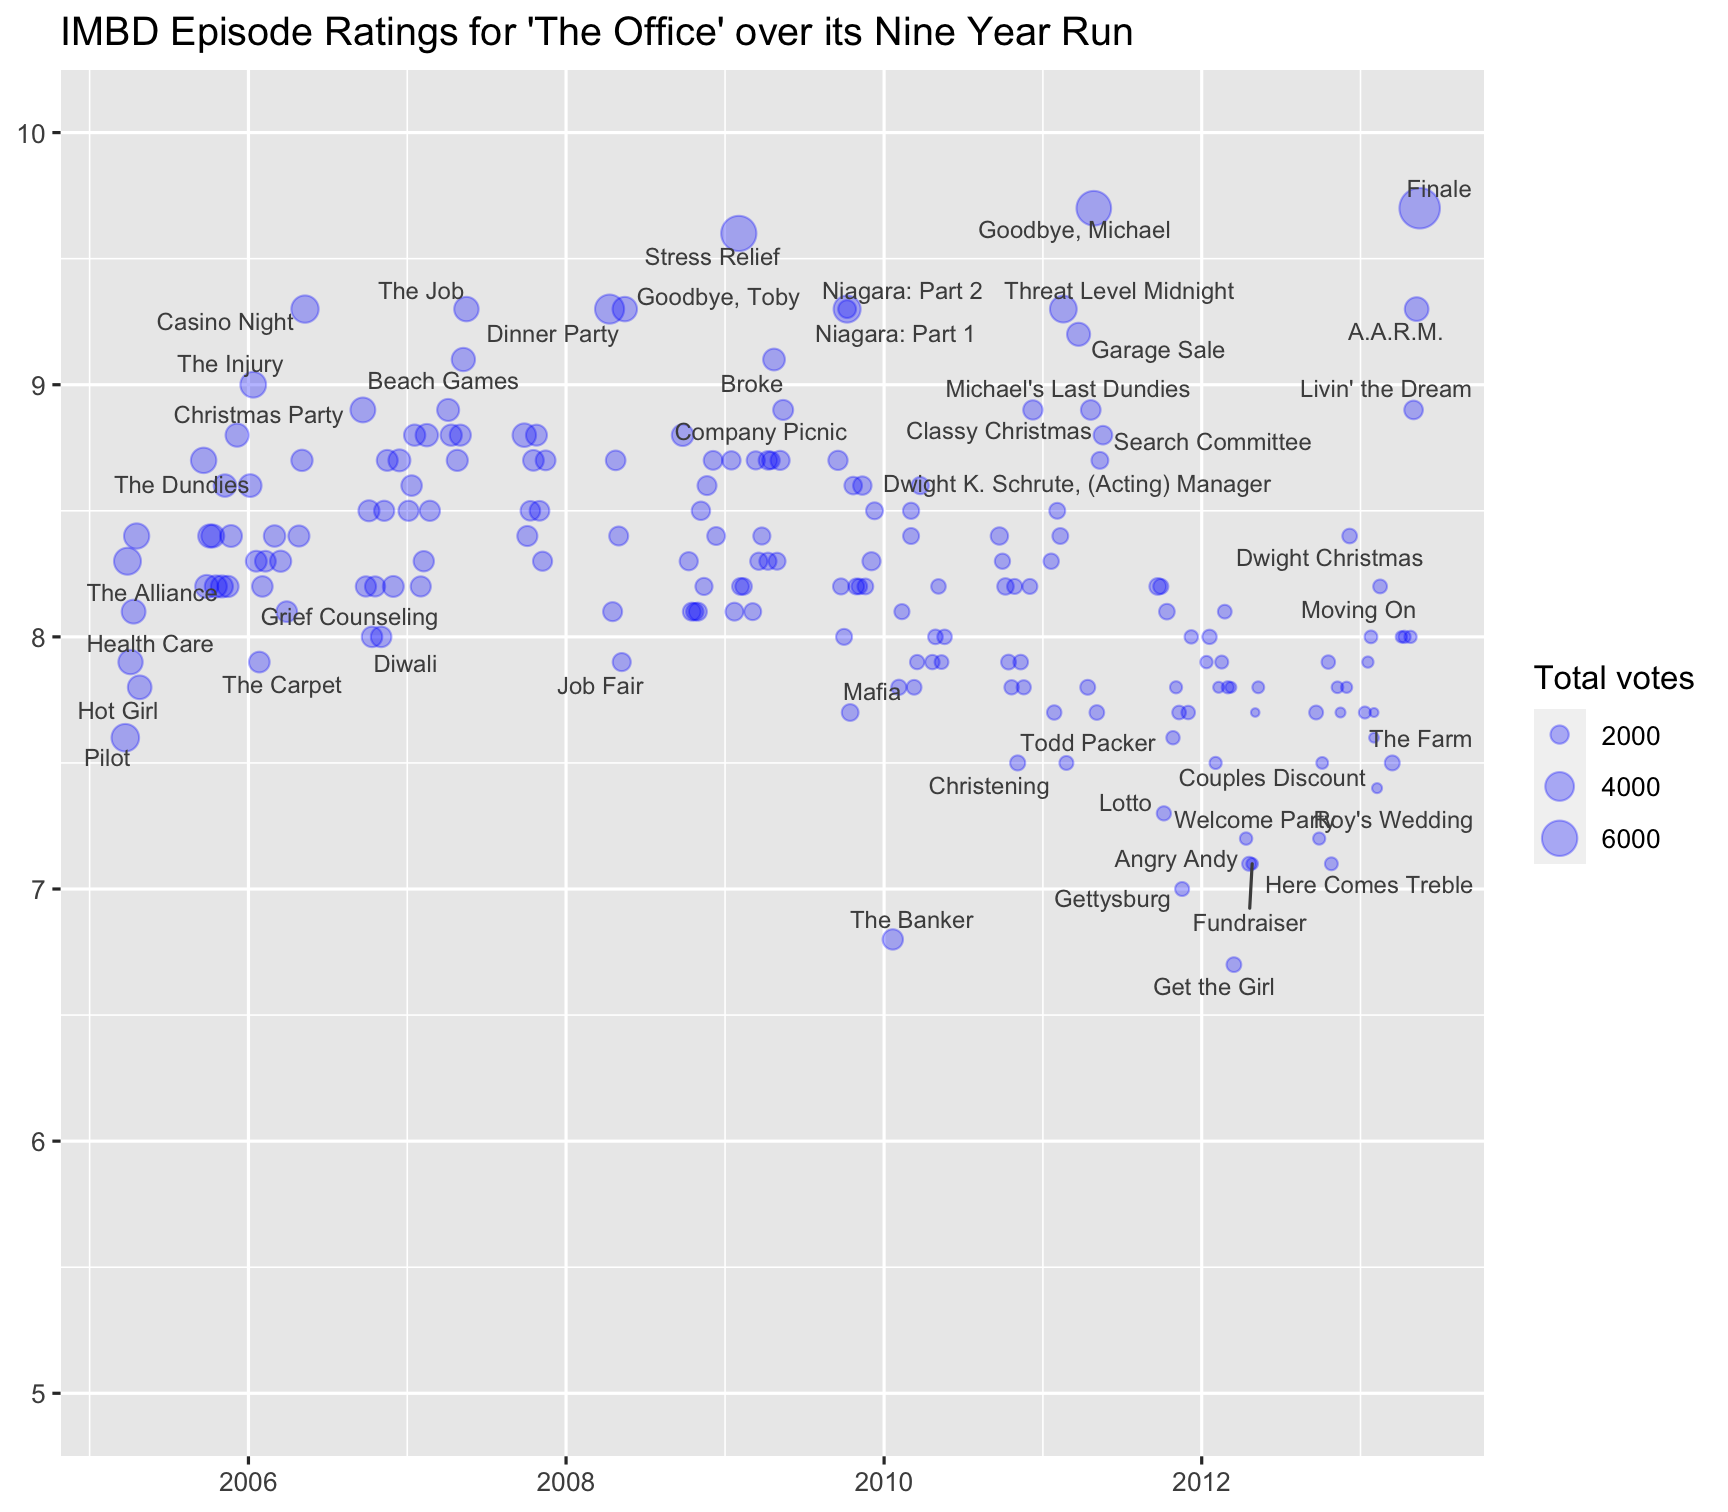 IMBD Episode Ratings for 'The Office' over its Nine Year Run
10
9
8
7
6
5
Finale
Goodbye, Michael
Stress Relief
The Job
Goodbye, Toby
Niagara: Part 2
Threat Level Midnight
Casino Night
Dinner Party
Niagara: Part 1
A.A.R.M.
Garage Sale
The Injury
Beach Games
Broke
Michael's Last Dundies
Livin' the Dream
Christmas Party
Company Picnic
Classy Christmas
Search Committee
The Dundies
Dwight K. Schrute, (Acting) Manager
Dwight Christmas
The Alliance
Grief Counseling
Moving On
Health Care
Diwali
The Carpet
Job Fair
Mafia
Hot Girl
Pilot
Todd Packer
The Farm
Christening
Couples Discount
Lotto
Welcome Party
Roy's Wedding
Angry Andy
Here Comes Treble
Gettysburg
The Banker
Fundraiser
Get the Girl
2006
2008
2010
2012
Total votes
2000
4000
6000